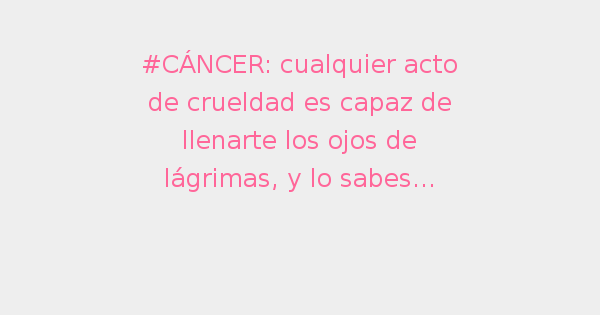 #CÁNCER: cualquier acto
de crueldad es capaz de
llenarte los ojos de
lágrimas, y lo sabes...